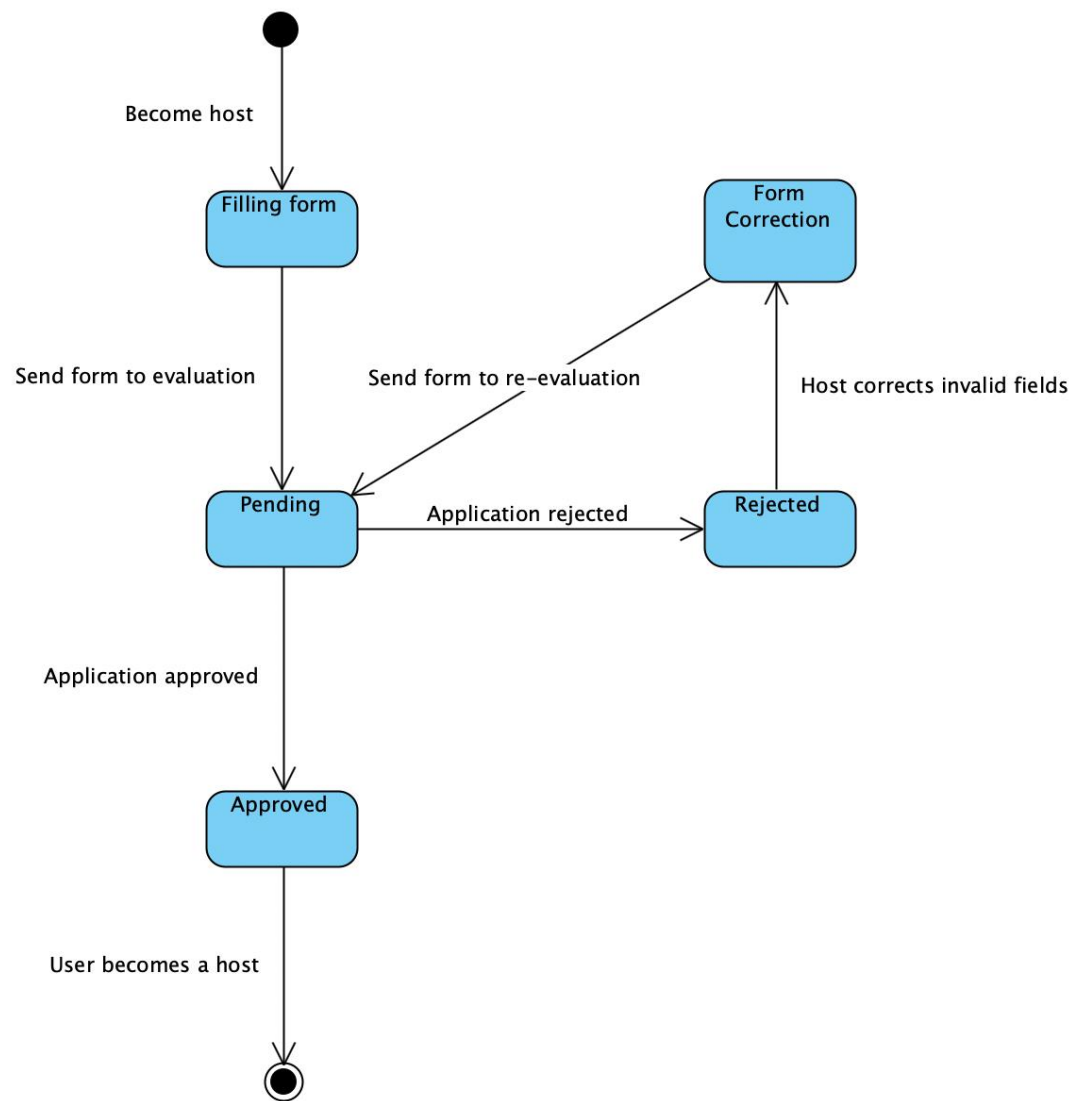 Become host
Filling form
Form
Correction
Send form to evaluation
Send form to re-evaluation
Host corrects invalid fields
Pending
Application rejected
Rejected
Application approved
Approved
User becomes a host